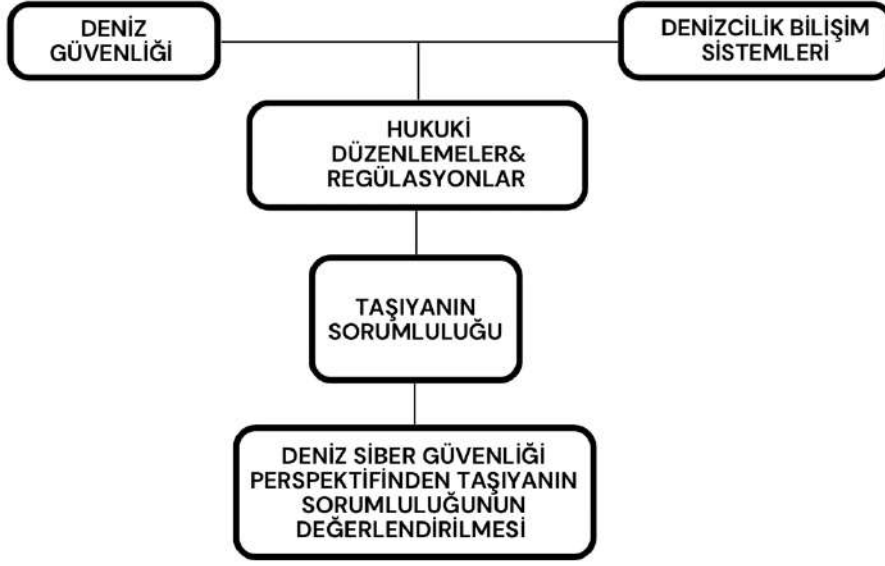 DENİZ
GÜVENLİĞİ
DENİZCİLİK BİLİŞİM
SİSTEMLERİ
HUKUKİ
DÜZENLEMELER&
REGÜLASYONLAR
TAŞIYANIN
SORUMLULUĞU
DENİZ SİBER GÜVENLİĞİ
PERSPEKTİFİNDEN TAŞIYANIN
SORUMLULUĞUNUN
DEĞERLENDİRİLMESİ